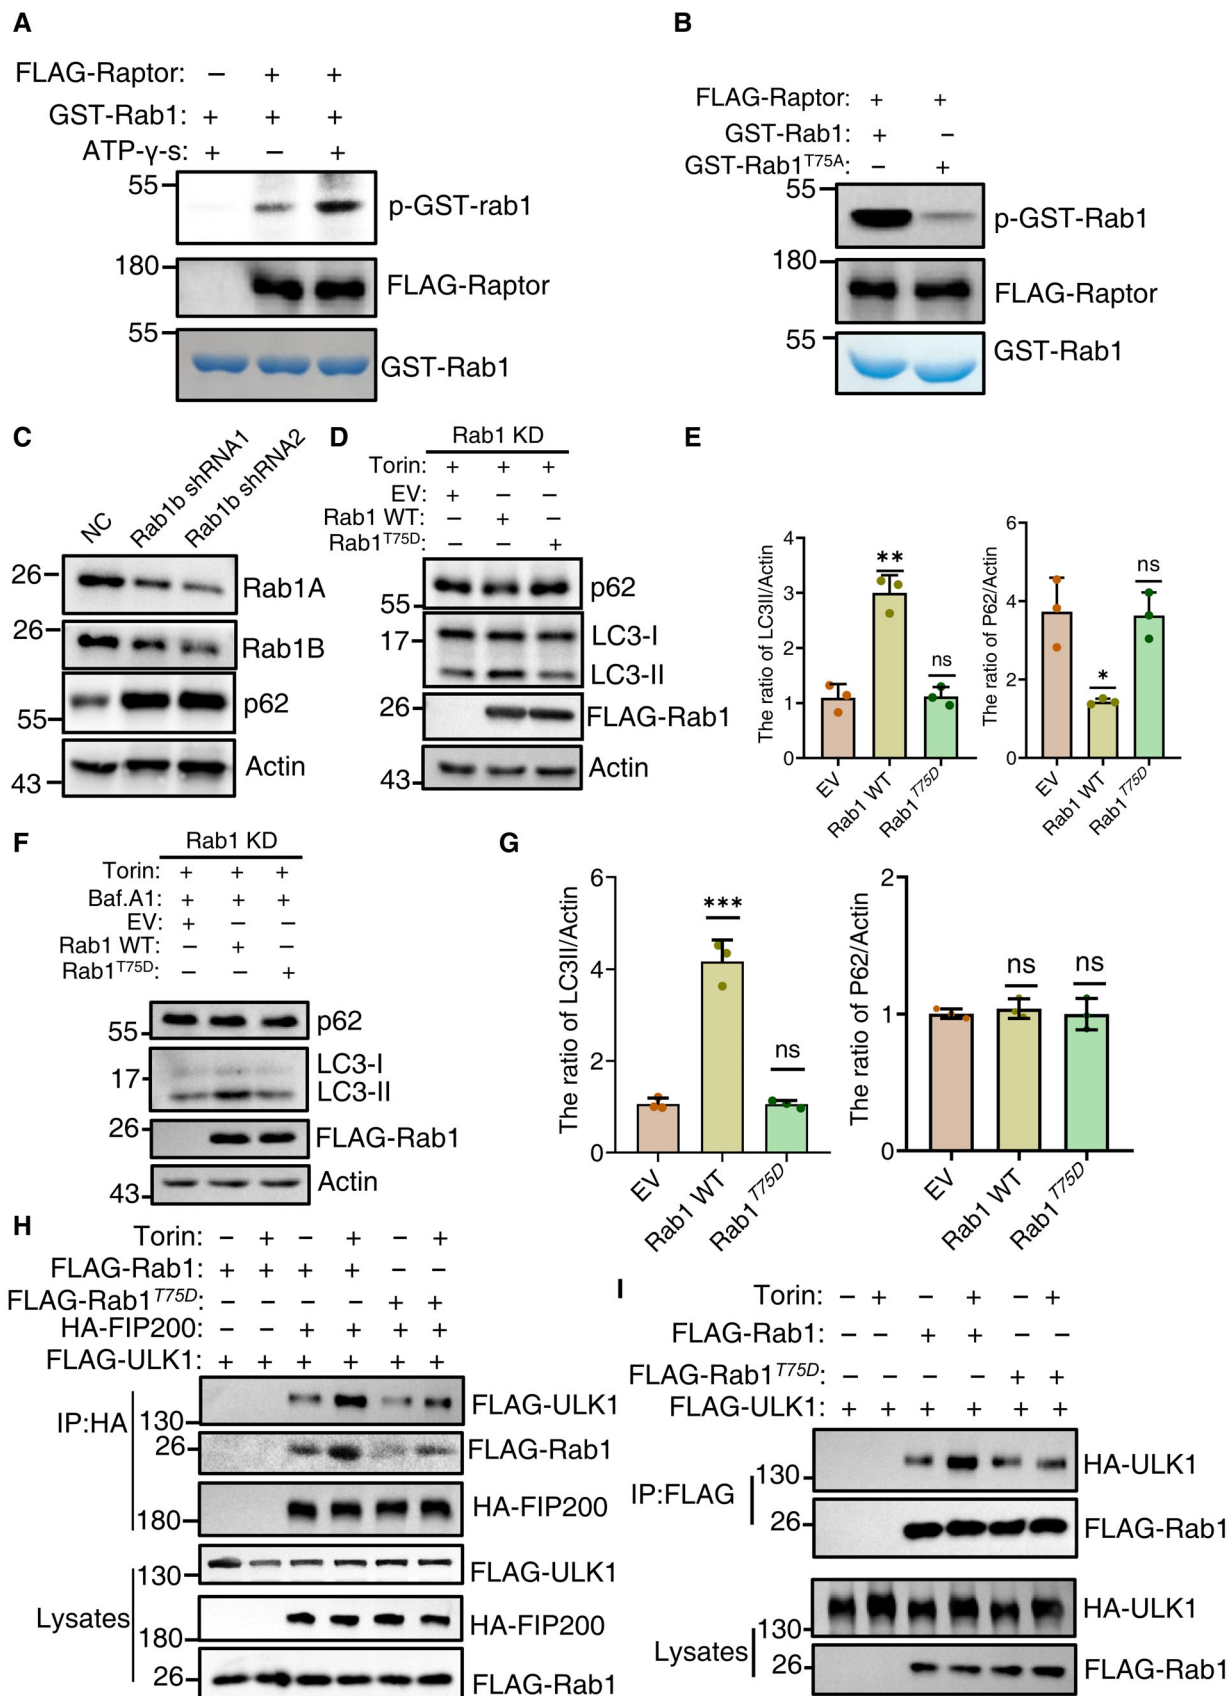 A
FLAG-Raptor: − + +
GST-Rab1: + + +
ATP-γ-s: + − +
55
p-GST-rab1
180
FLAG-Raptor
55
GST-Rab1
B
FLAG-Raptor: + +
GST-Rab1: + −
GST-Rab1T75A: − +
55
p-GST-Rab1
180
FLAG-Raptor
55
GST-Rab1
C
NC
Rab1b shRNA1
Rab1b shRNA2
26
Rab1A
26
Rab1B
p62
55
Actin
43
D
Rab1 KD
Torin: + + +
EV: + − −
Rab1 WT: − + −
Rab1T75D: − − +
p62
55
LC3-I
17
LC3-II
26
FLAG-Rab1
Actin
43
E
The ratio of LC3II/Actin
4
3
2
1
0
**
ns
EV
Rab1 WT
Rab1T75D
The ratio of P62/Actin
6
4
2
0
*
ns
EV
Rab1 WT
Rab1T75D
F
Rab1 KD
Torin: + + +
Baf.A1: + + +
EV: + − −
Rab1 WT: − + −
Rab1T75D: − − +
p62
55
LC3-I
17
LC3-II
26
FLAG-Rab1
Actin
43
G
The ratio of LC3II/Actin
6
4
2
0
***
ns
EV
Rab1 WT
Rab1T75D
The ratio of P62/Actin
2
1
0
ns
ns
EV
Rab1 WT
Rab1T75D
H
Torin: − + − + − +
FLAG-Rab1: + + + + − −
FLAG-Rab1T75D: − − − − + +
HA-FIP200: − − + + + +
FLAG-ULK1: + + + + + +
IP:HA
130
FLAG-ULK1
26
FLAG-Rab1
HA-FIP200
180
Lysates
130
FLAG-ULK1
HA-FIP200
180
26
FLAG-Rab1
I
Torin: − + − + − +
FLAG-Rab1: − − + + − −
FLAG-Rab1T75D: − − − − + +
FLAG-ULK1: + + + + + +
IP:FLAG
HA-ULK1
130
26
FLAG-Rab1
Lysates
HA-ULK1
130
26
FLAG-Rab1